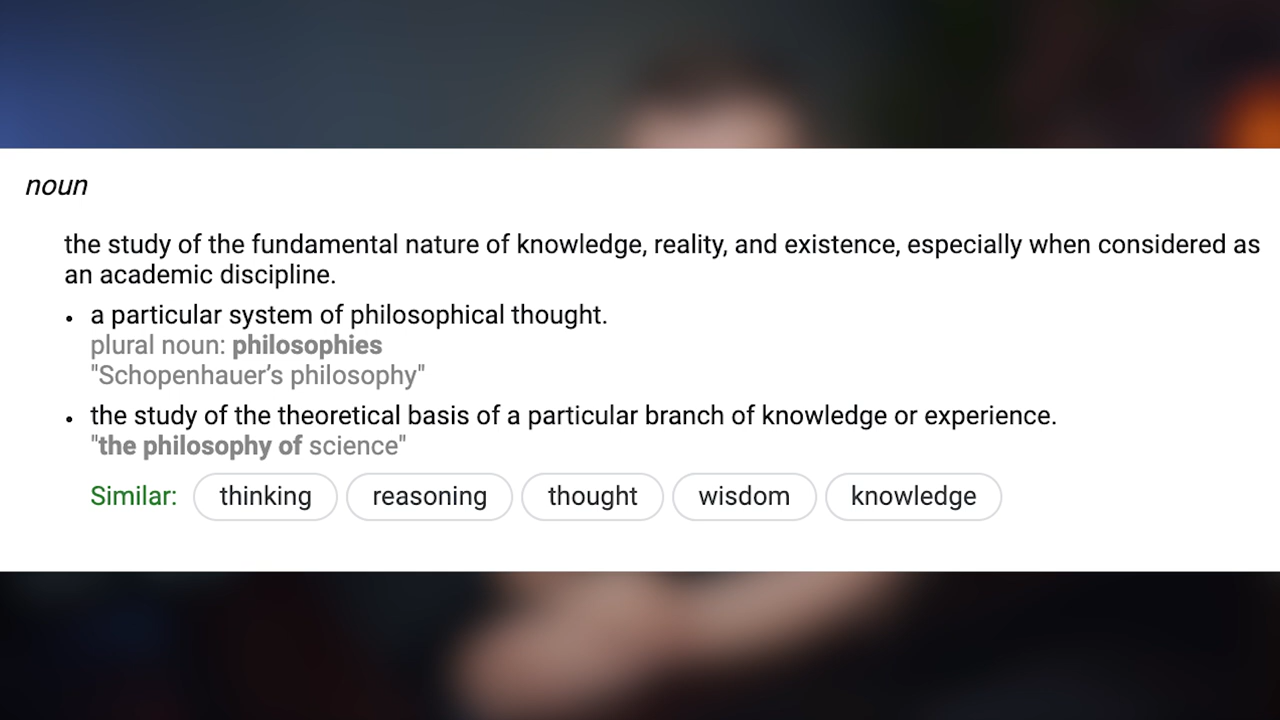 noun
the study of the fundamental nature of knowledge, reality, and existence, especially when considered as
an academic discipline.
• a particular system of philosophical thought.
plural noun: philosophies
"Schopenhauer’s philosophy"
• the study of the theoretical basis of a particular branch of knowledge or experience.
"the philosophy of science"
Similar: thinking reasoning thought wisdom knowledge